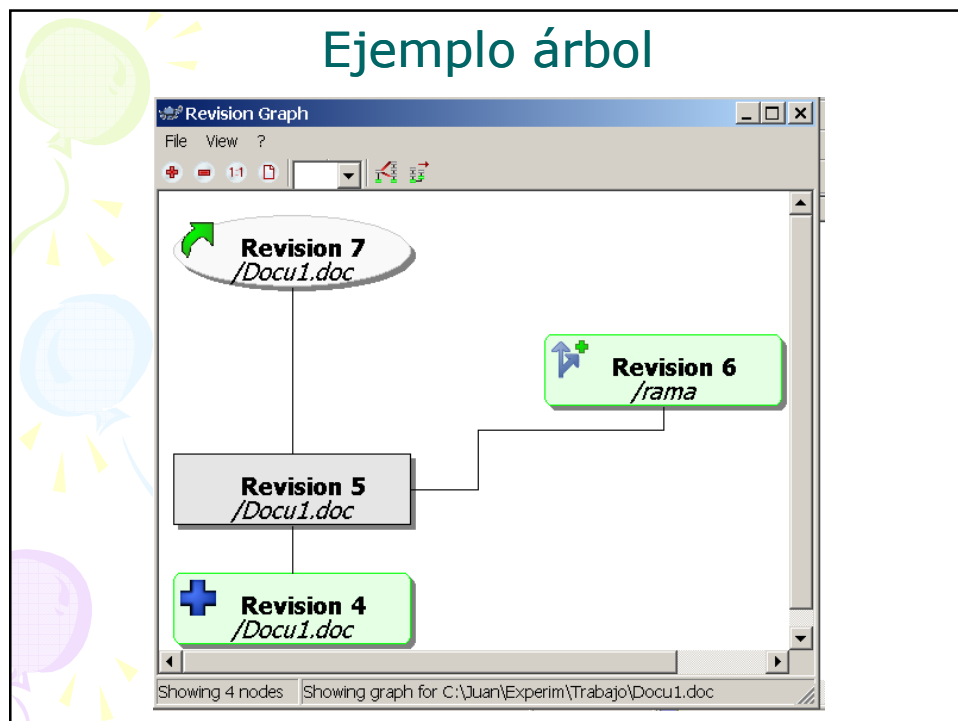 Ejemplo árbol
Revision Graph
File View ?
1:1
Revision 7
/Docu1.doc
Revision 6
/rama
Revision 5
/Docu1.doc
Revision 4
/Docu1.doc
Showing 4 nodes Showing graph for C:\Juan\Experim\Trabajo\Docu1.doc